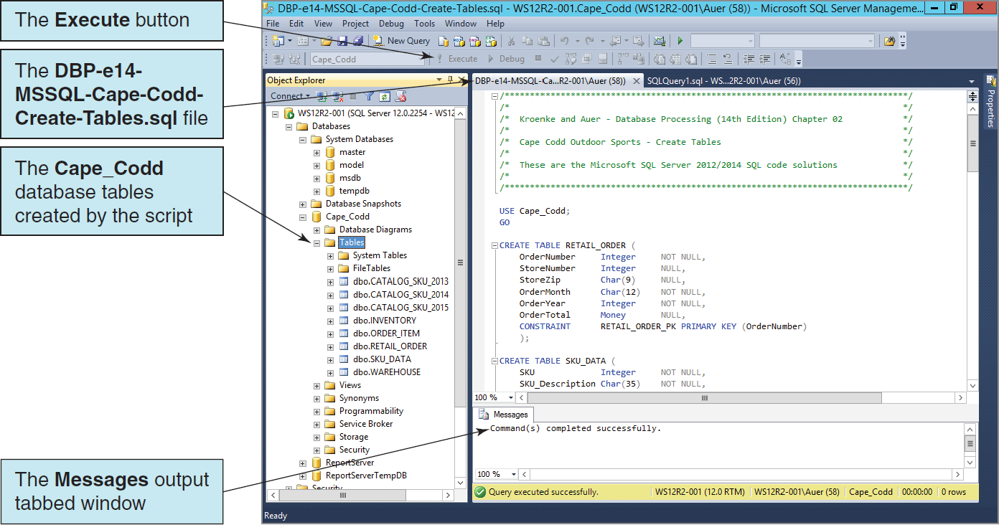 The Execute button
The DBP-e14-
MSSQL-Cape-Codd-
Create-Tables.sql file
The Cape_Codd
database tables
created by the script
The Messages output
tabbed window
DBP-e14-MSSQL-Cape-Codd-Create-Tables.sql - WS12R2-001.Cape_Codd (WS12R2-001\Auer (58)) - Microsoft SQL Server Manageme...
File Edit View Project Debug Tools Window Help
New Query
Cape_Codd Execute Debug
Object Explorer
Connect
WS12R2-001 (SQL Server 12.0.2254 - WS12
Databases
System Databases
master
model
msdb
tempdb
Database Snapshots
Cape_Codd
Database Diagrams
Tables
System Tables
FileTables
dbo.CATALOG_SKU_2013
dbo.CATALOG_SKU_2014
dbo.CATALOG_SKU_2015
dbo.INVENTORY
dbo.ORDER_ITEM
dbo.RETAIL_ORDER
dbo.SKU_DATA
dbo.WAREHOUSE
Views
Synonyms
Programmability
Service Broker
Storage
Security
ReportServer
ReportServerTempDB
Security
DBP-e14-MSSQL-Ca...R2-001\Auer (58)) SQLQuery1.sql - WS...2R2-001\Auer (56))
/********************************************************************************/
/* */
/* Kroenke and Auer - Database Processing (14th Edition) Chapter 02 */
/* */
/* Cape Codd Outdoor Sports - Create Tables */
/* */
/* These are the Microsoft SQL Server 2012/2014 SQL code solutions */
/* */
/********************************************************************************/
USE Cape_Codd;
GO
CREATE TABLE RETAIL_ORDER (
OrderNumber Integer NOT NULL,
StoreNumber Integer NULL,
StoreZip Char(9) NULL,
OrderMonth Char(12) NOT NULL,
OrderYear Integer NOT NULL,
OrderTotal Money NULL,
CONSTRAINT RETAIL_ORDER_PK PRIMARY KEY (OrderNumber)
);
CREATE TABLE SKU_DATA (
SKU Integer NOT NULL,
SKU_Description Char(35) NOT NULL,
100 %
Messages
Command(s) completed successfully.
100 %
Query executed successfully. WS12R2-001 (12.0 RTM) WS12R2-001\Auer (58) Cape_Codd 00:00:00 0 rows
Properties
Ready